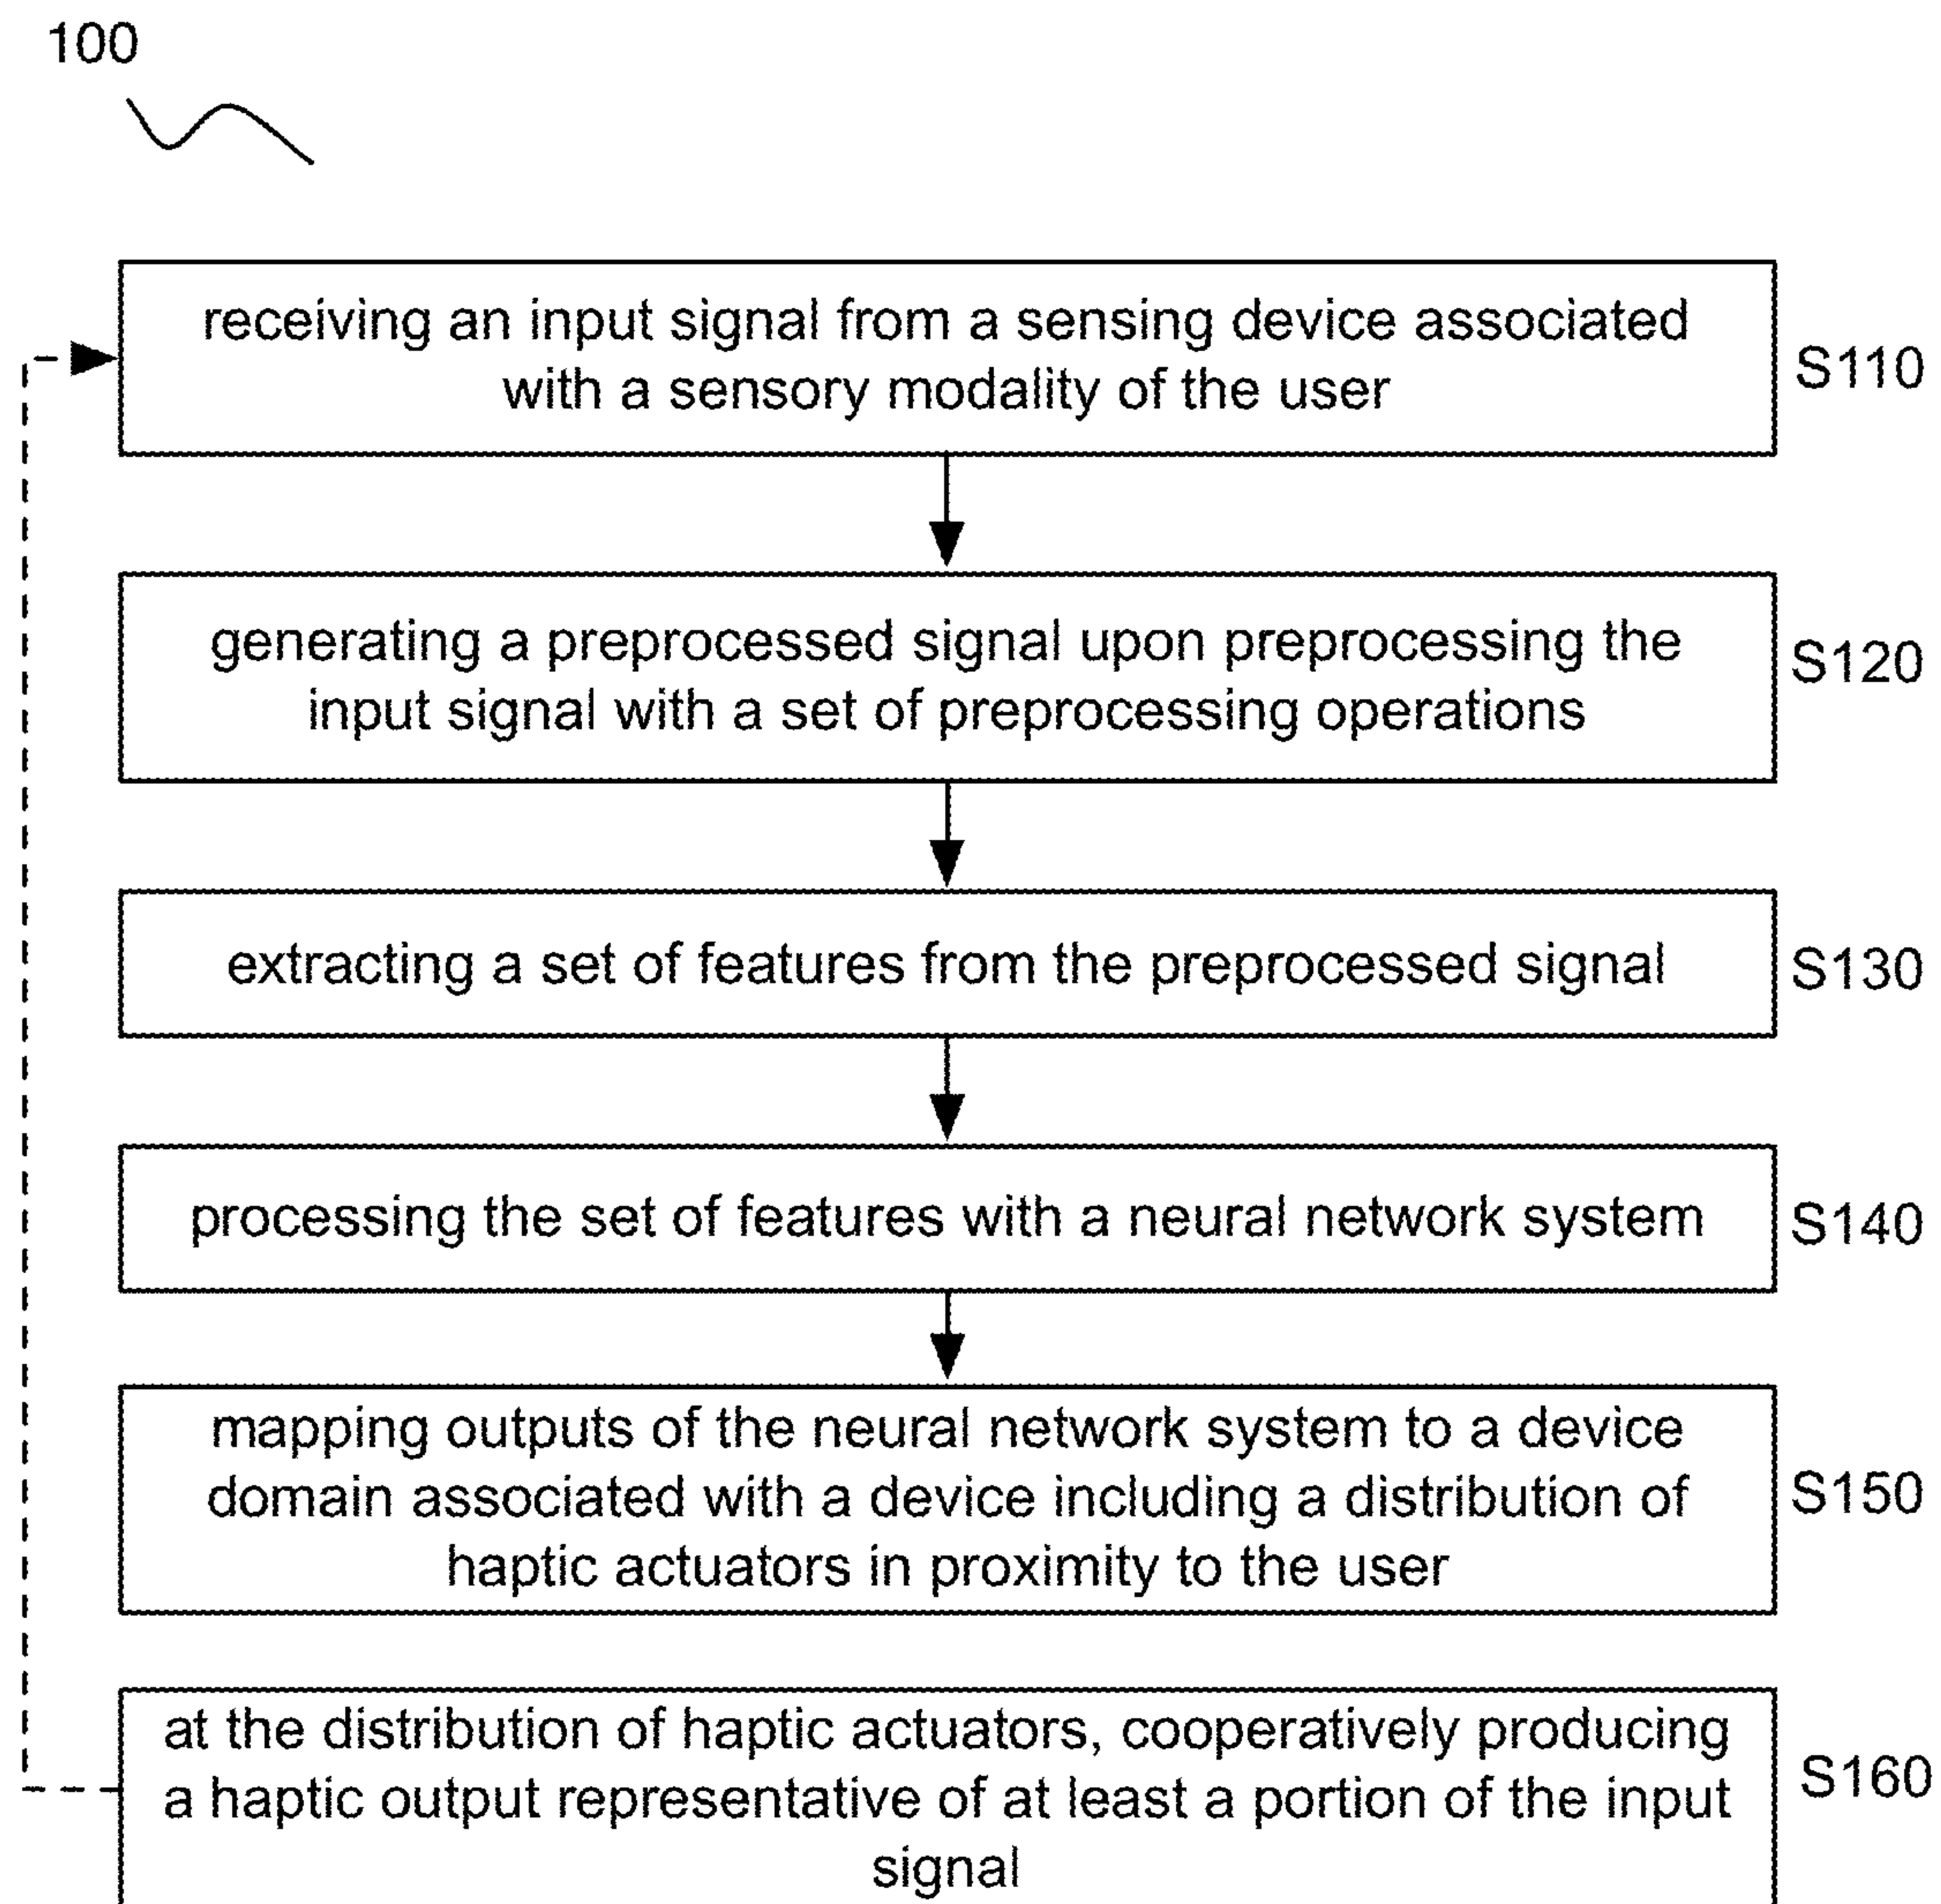 100
receiving an input signal from a sensing device associated
with a sensory modality of the user
S110
generating a preprocessed signal upon preprocessing the
input signal with a set of preprocessing operations
S120
extracting a set of features from the preprocessed signal
S130
processing the set of features with a neural network system
S140
mapping outputs of the neural network system to a device
domain associated with a device including a distribution of
haptic actuators in proximity to the user
S150
at the distribution of haptic actuators, cooperatively producing
a haptic output representative of at least a portion of the input
signal
S160